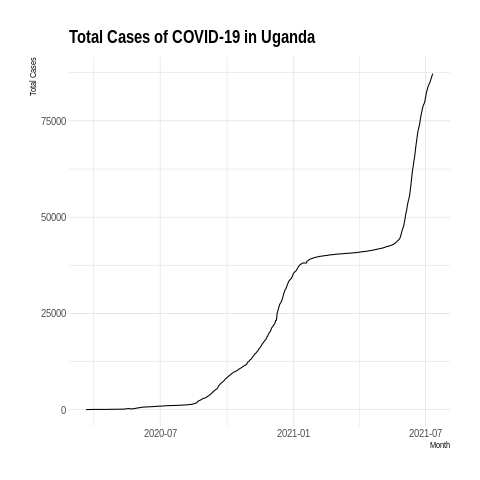 Total Cases of COVID-19 in Uganda
Total Cases
75000
50000
25000
0
2020-07 2021-01 2021-07
Month